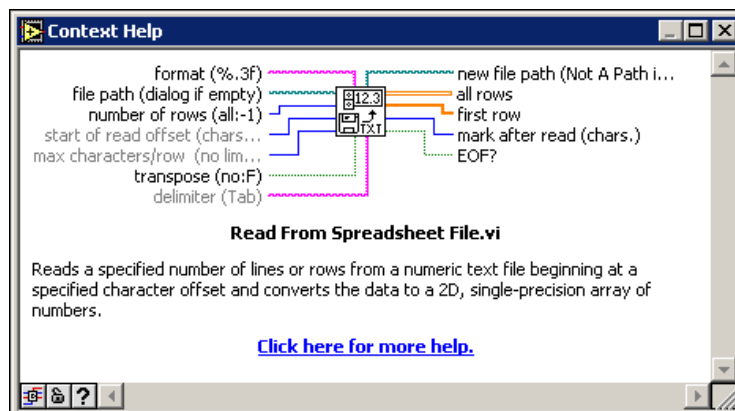 Context Help
format (%.3f)
file path (dialog if empty)
number of rows (all:-1)
start of read offset (chars...
max characters/row (no lim...
transpose (no:F)
delimiter (Tab)
12.3
TXT
new file path (Not A Path i...
all rows
first row
mark after read (chars.)
EOF?
Read From Spreadsheet File.vi
Reads a specified number of lines or rows from a numeric text file beginning at a
specified character offset and converts the data to a 2D, single-precision array of
numbers.
Click here for more help.
?